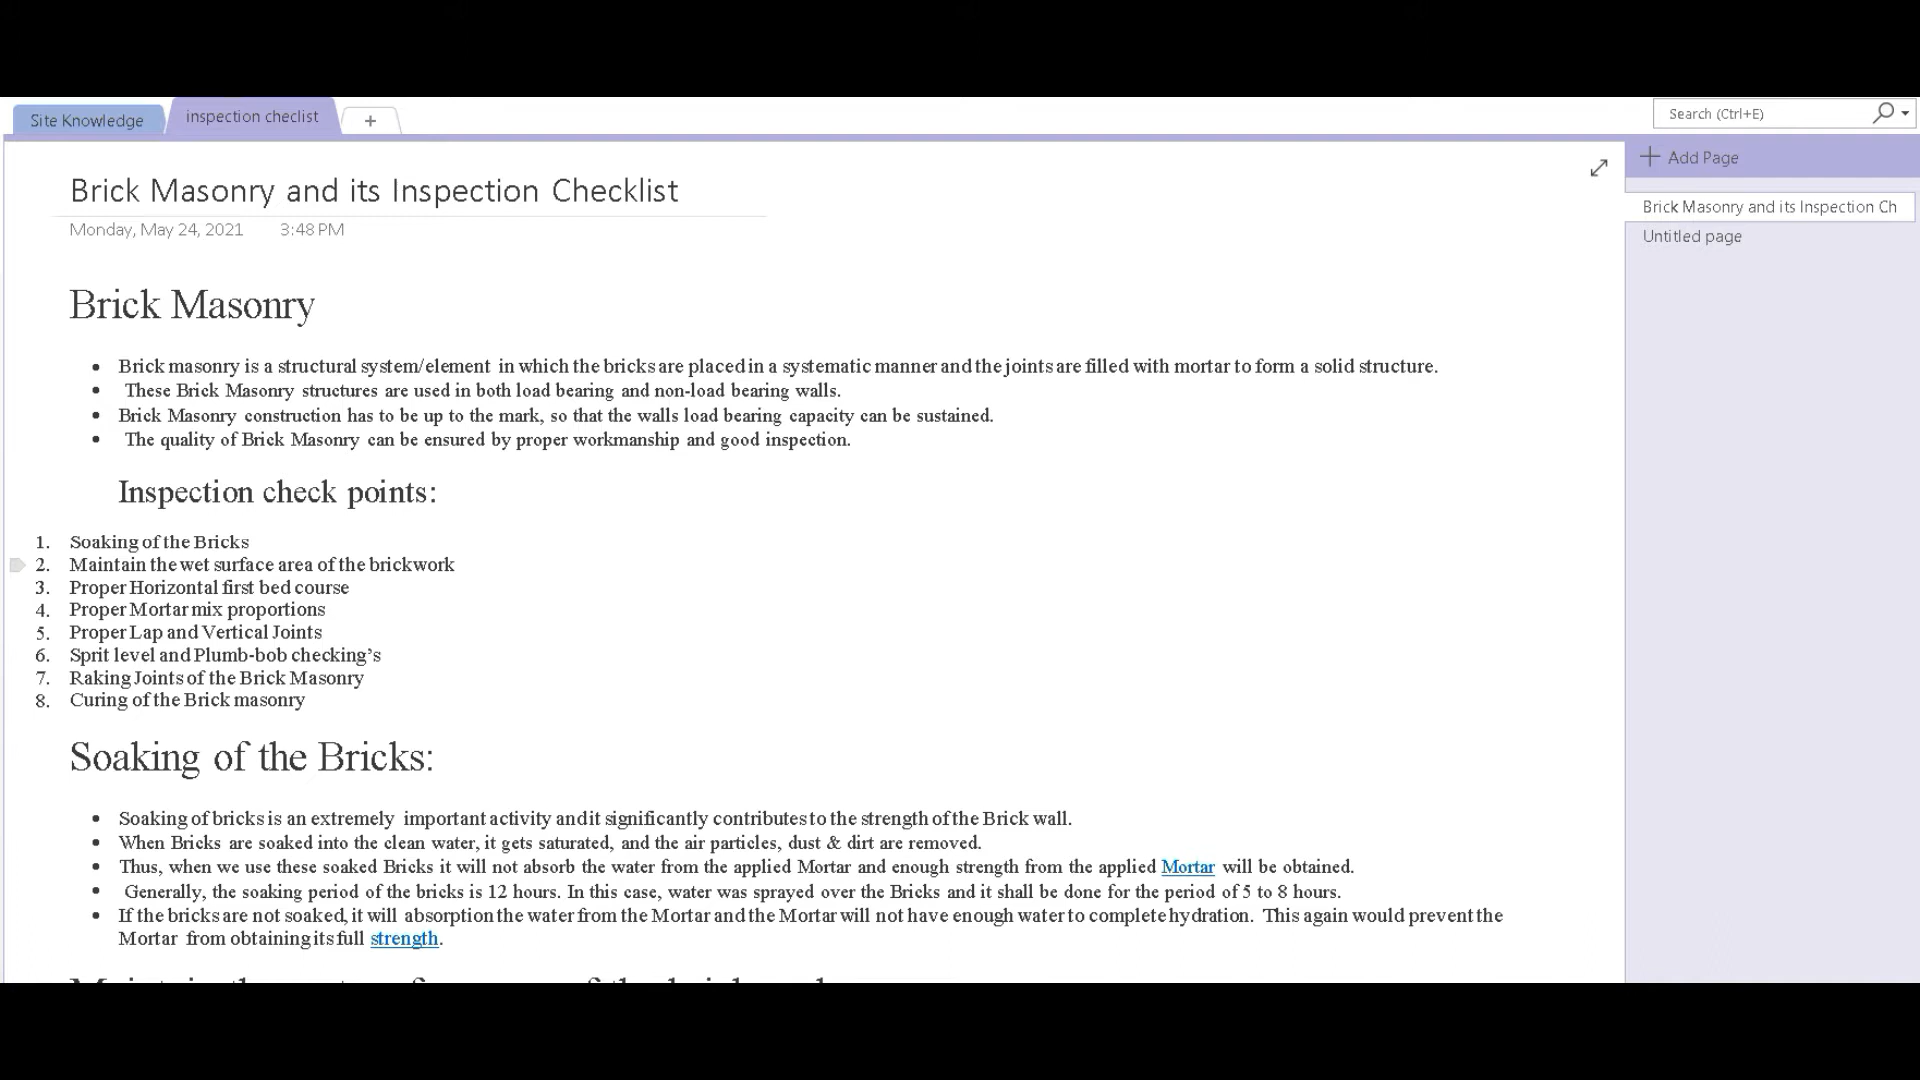 Site Knowledge
inspection checlist
+
Search (Ctrl+E)
Add Page
Brick Masonry and its Inspection Ch
Untitled page
Brick Masonry and its Inspection Checklist
Monday, May 24, 2021 3:48 PM
Brick Masonry
• Brick masonry is a structural system/element in which the bricks are placed in a systematic manner and the joints are filled with mortar to form a solid structure.
• These Brick Masonry structures are used in both load bearing and non-load bearing walls.
• Brick Masonry construction has to be up to the mark, so that the walls load bearing capacity can be sustained.
• The quality of Brick Masonry can be ensured by proper workmanship and good inspection.
Inspection check points:
1. Soaking of the Bricks
2. Maintain the wet surface area of the brickwork
3. Proper Horizontal first bed course
4. Proper Mortar mix proportions
5. Proper Lap and Vertical Joints
6. Sprit level and Plumb-bob checking's
7. Raking Joints of the Brick Masonry
8. Curing of the Brick masonry
Soaking of the Bricks:
• Soaking of bricks is an extremely important activity and it significantly contributes to the strength of the Brick wall.
• When Bricks are soaked into the clean water, it gets saturated, and the air particles, dust & dirt are removed.
• Thus, when we use these soaked Bricks it will not absorb the water from the applied Mortar and enough strength from the applied Mortar will be obtained.
• Generally, the soaking period of the bricks is 12 hours. In this case, water was sprayed over the Bricks and it shall be done for the period of 5 to 8 hours.
• If the bricks are not soaked, it will absorption the water from the Mortar and the Mortar will not have enough water to complete hydration. This again would prevent the
Mortar from obtaining its full strength.